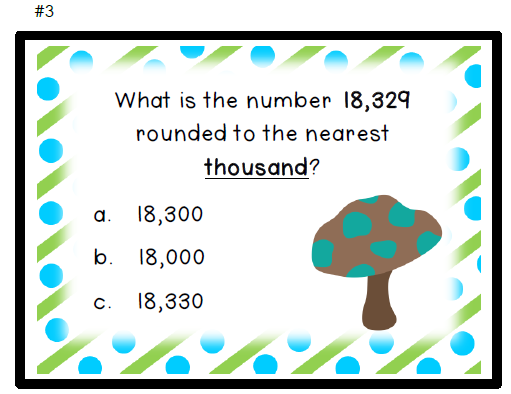 #3
What is the number 18,329
rounded to the nearest
thousand?
a. 18,300
b. 18,000
c. 18,330